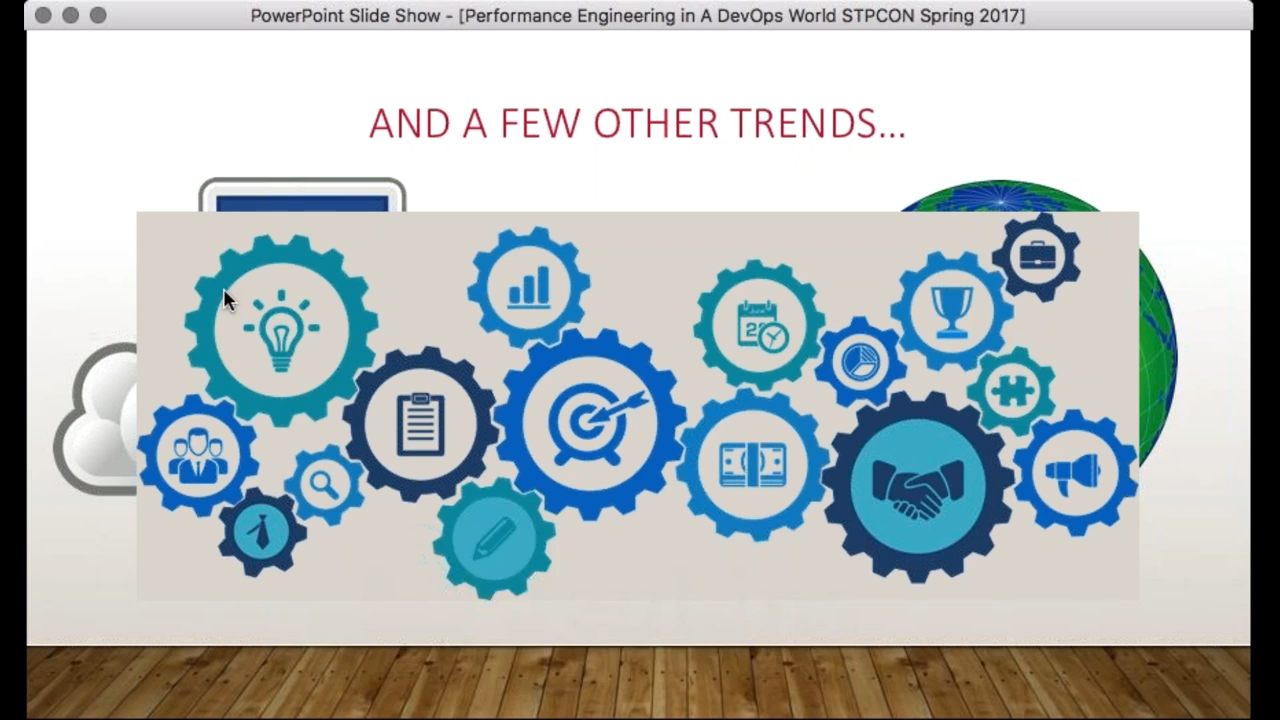 PowerPoint Slide Show - [Performance Engineering in A DevOps World STPCON Spring 2017]
AND A FEW OTHER TRENDS...